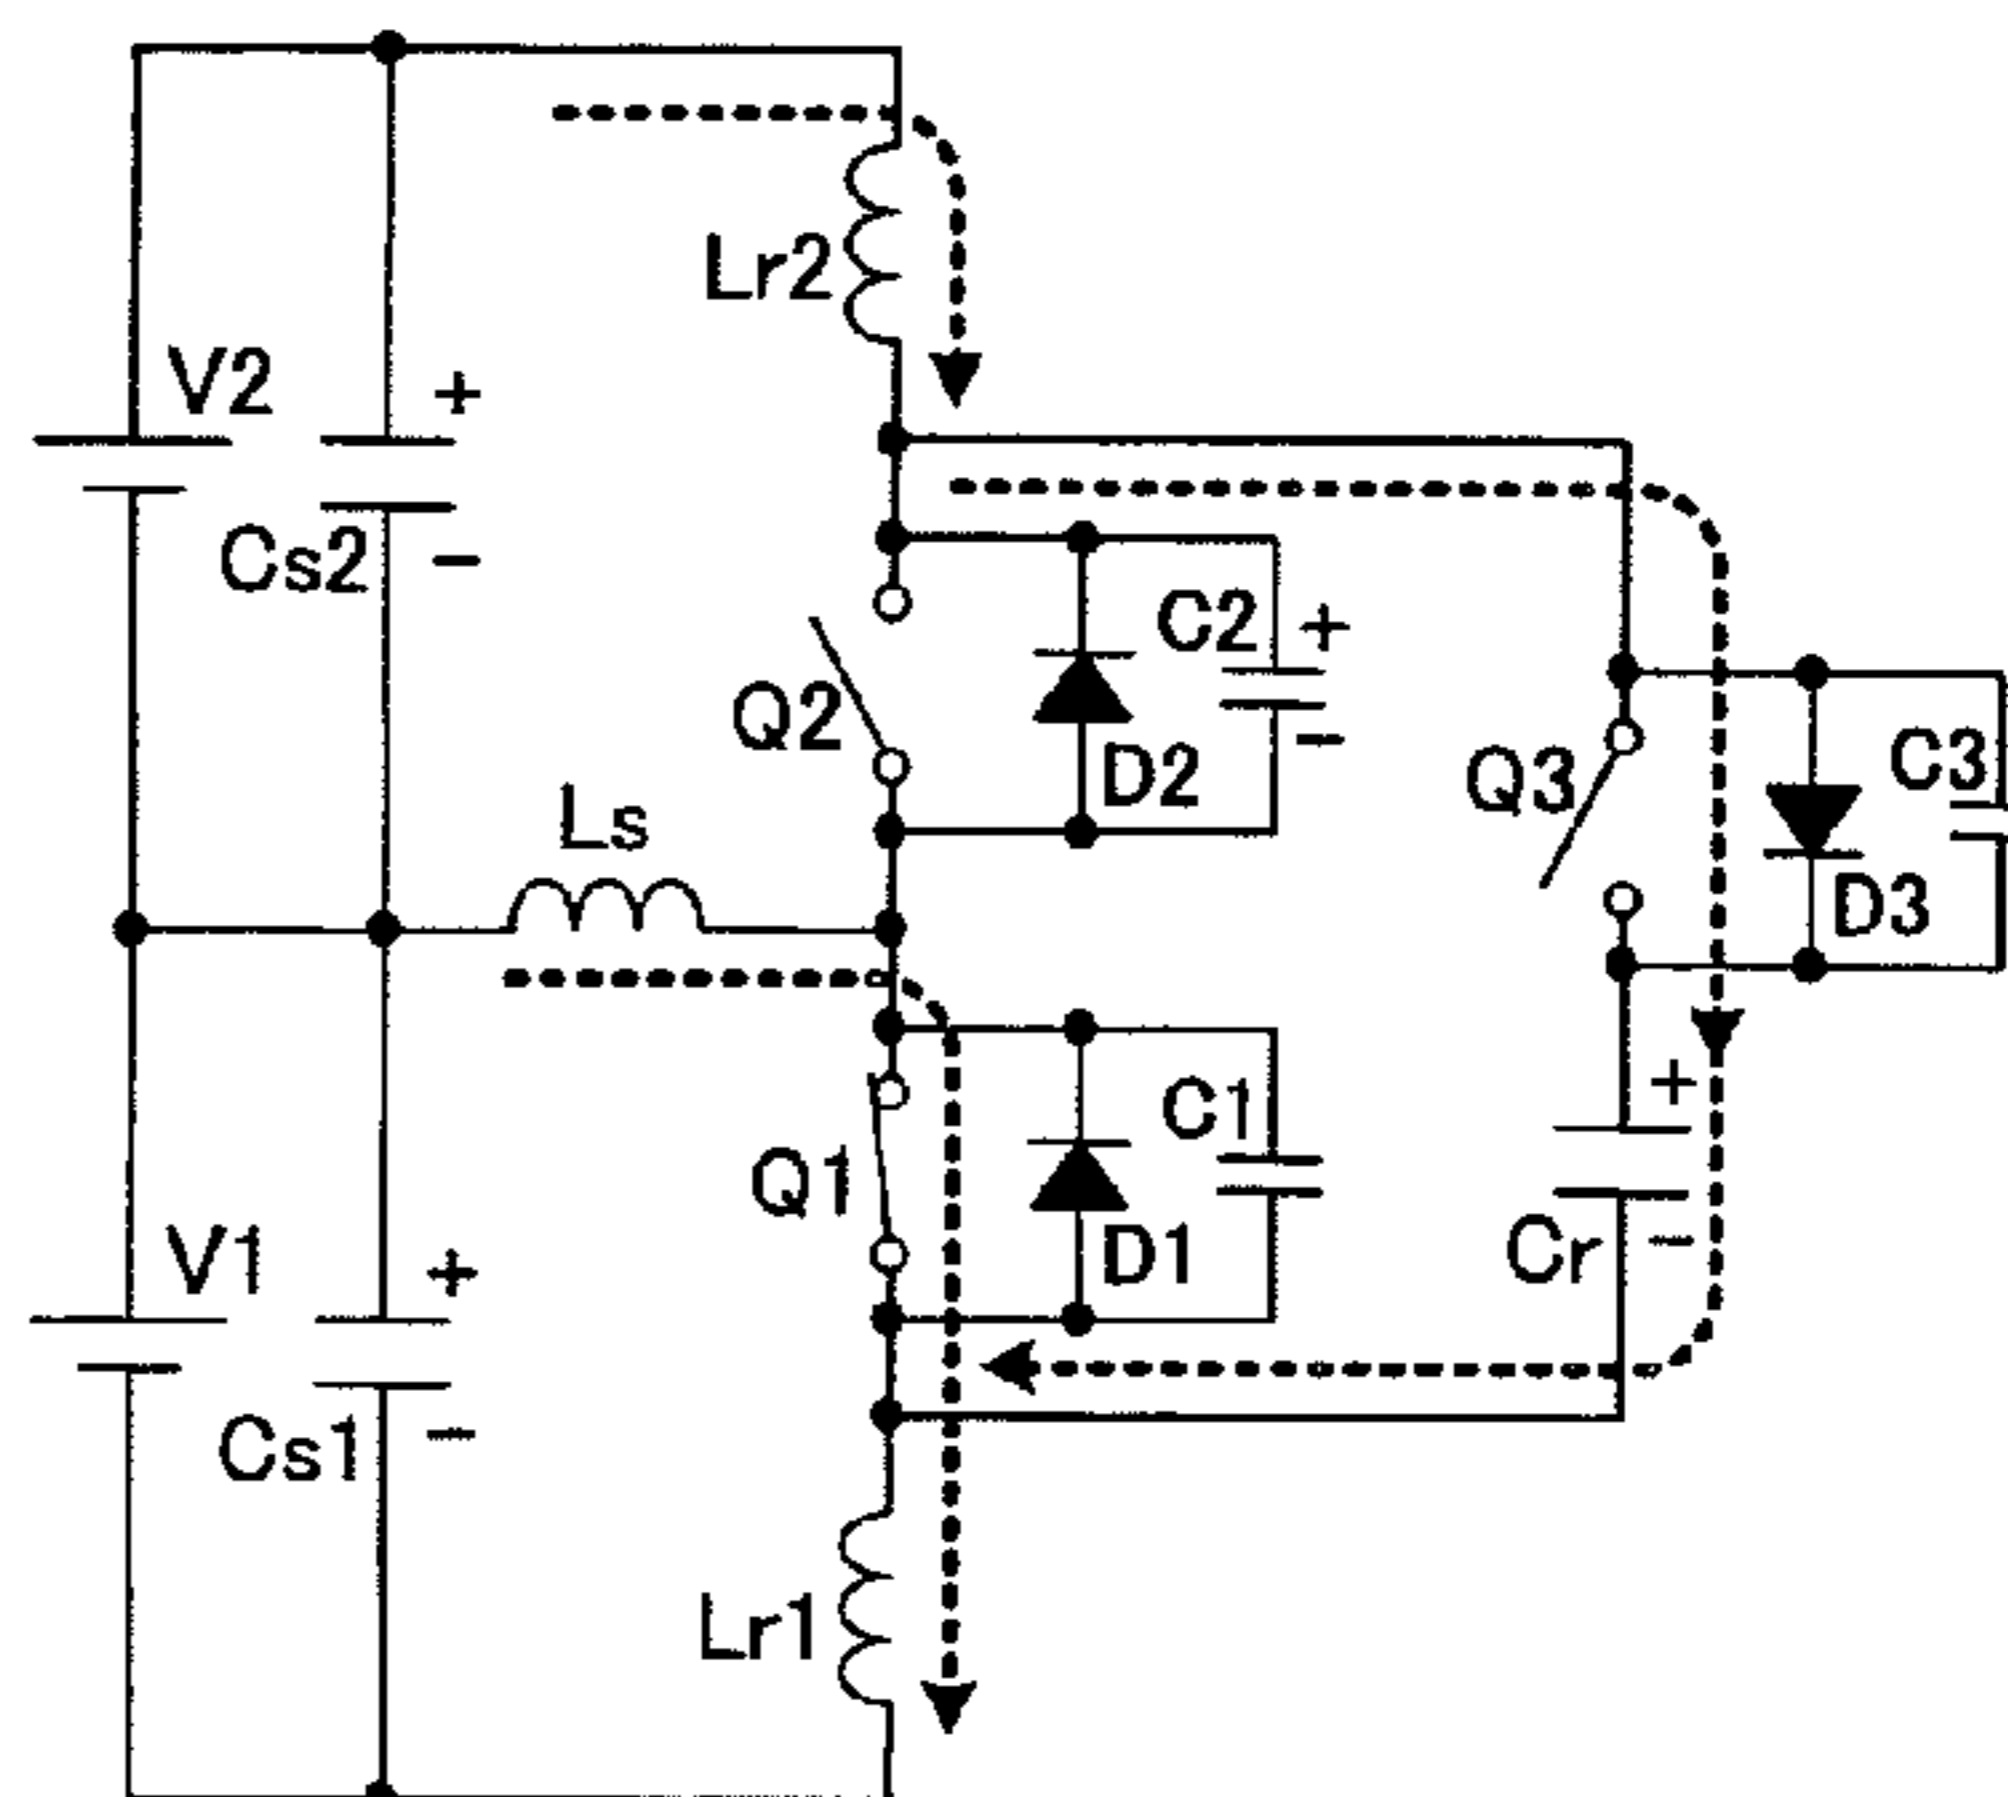 Lr2
V2
+
Cs2
-
C2
+
Q2
D2
-
Q3
C3
Ls
D3
+
C1
Q1
V1
+
D1
Cr
-
Cs1
-
Lr1